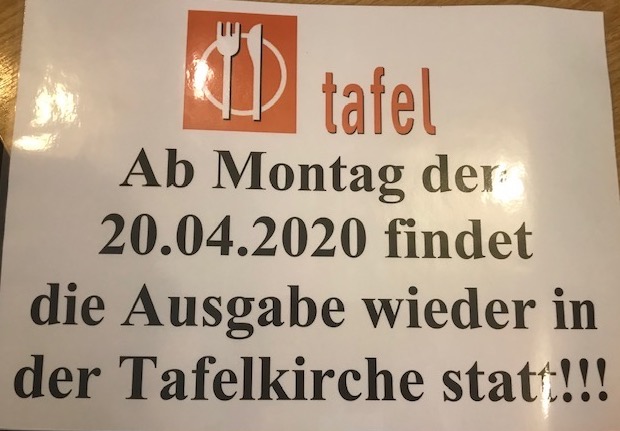 tafel
Ab Montag den
20.04.2020 findet
die Ausgabe wieder in
der Tafelkirche statt!!!